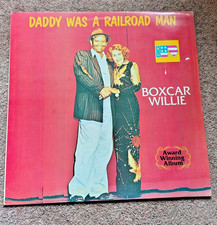 DADDY WAS A RAILROAD MAN
BOXCAR
WILLIE
Award
Winning
Album